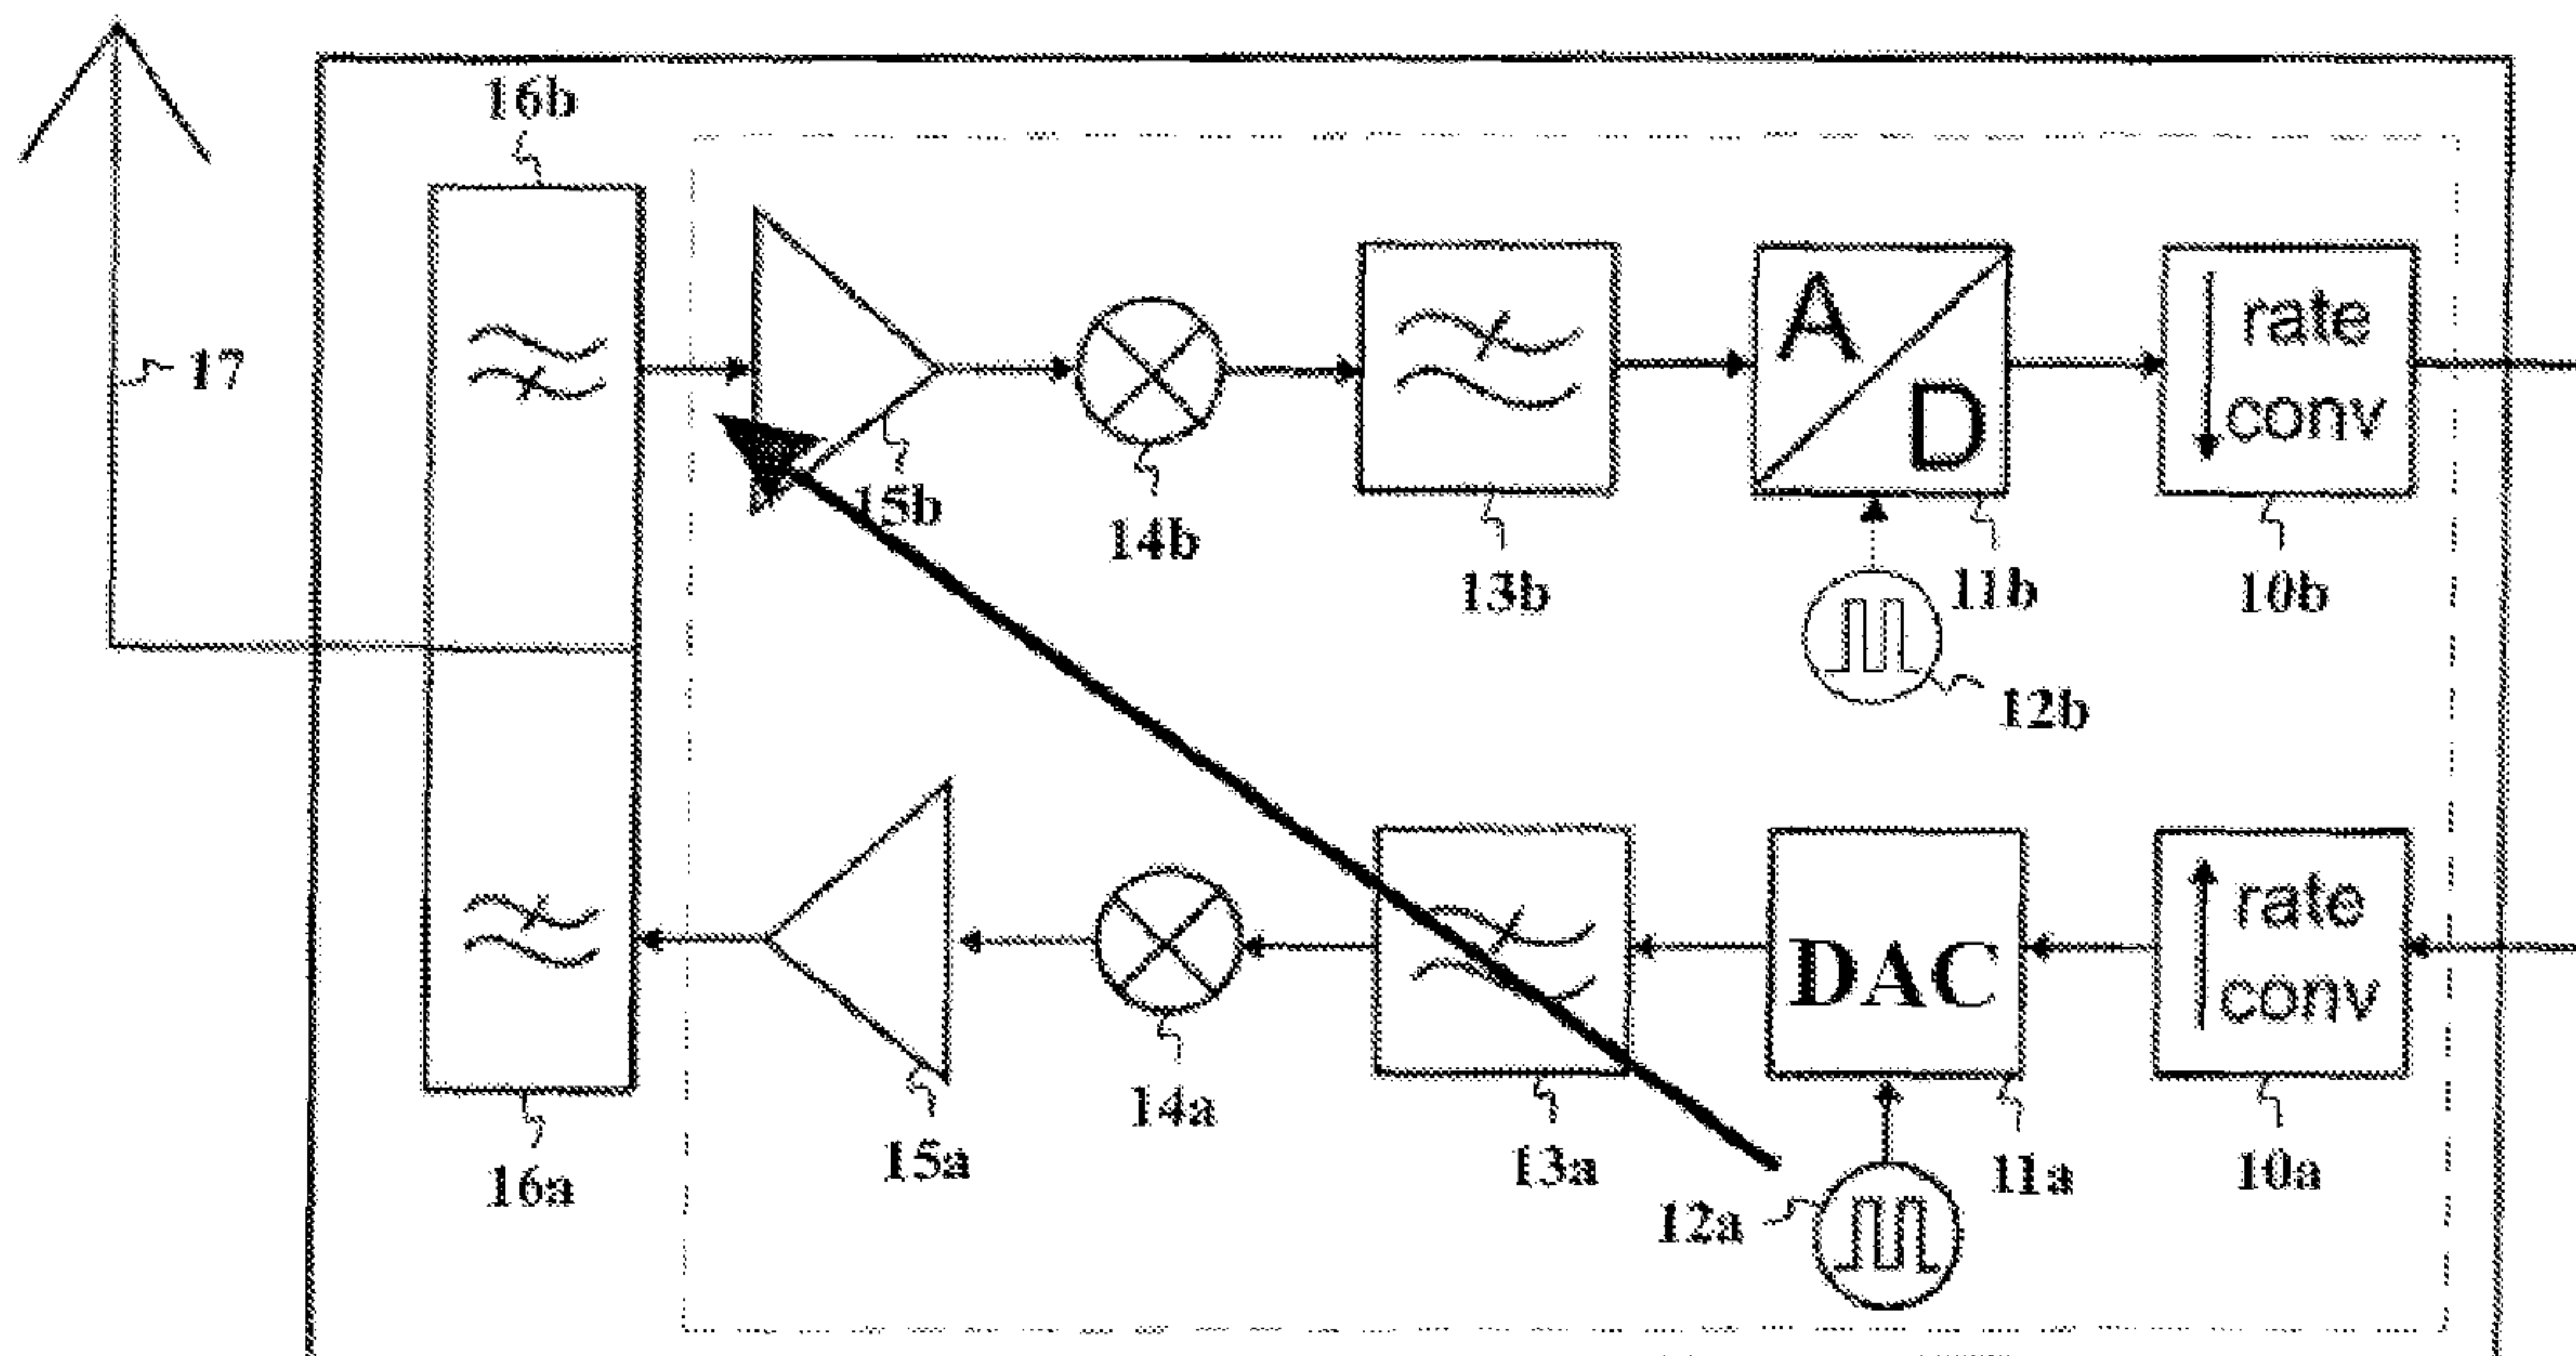 16b
17
A
D
rate
conv
15b
14b
13b
11b
10b
12b
DAC
rate
conv
16a
15a
14a
13a
12a
11a
10a